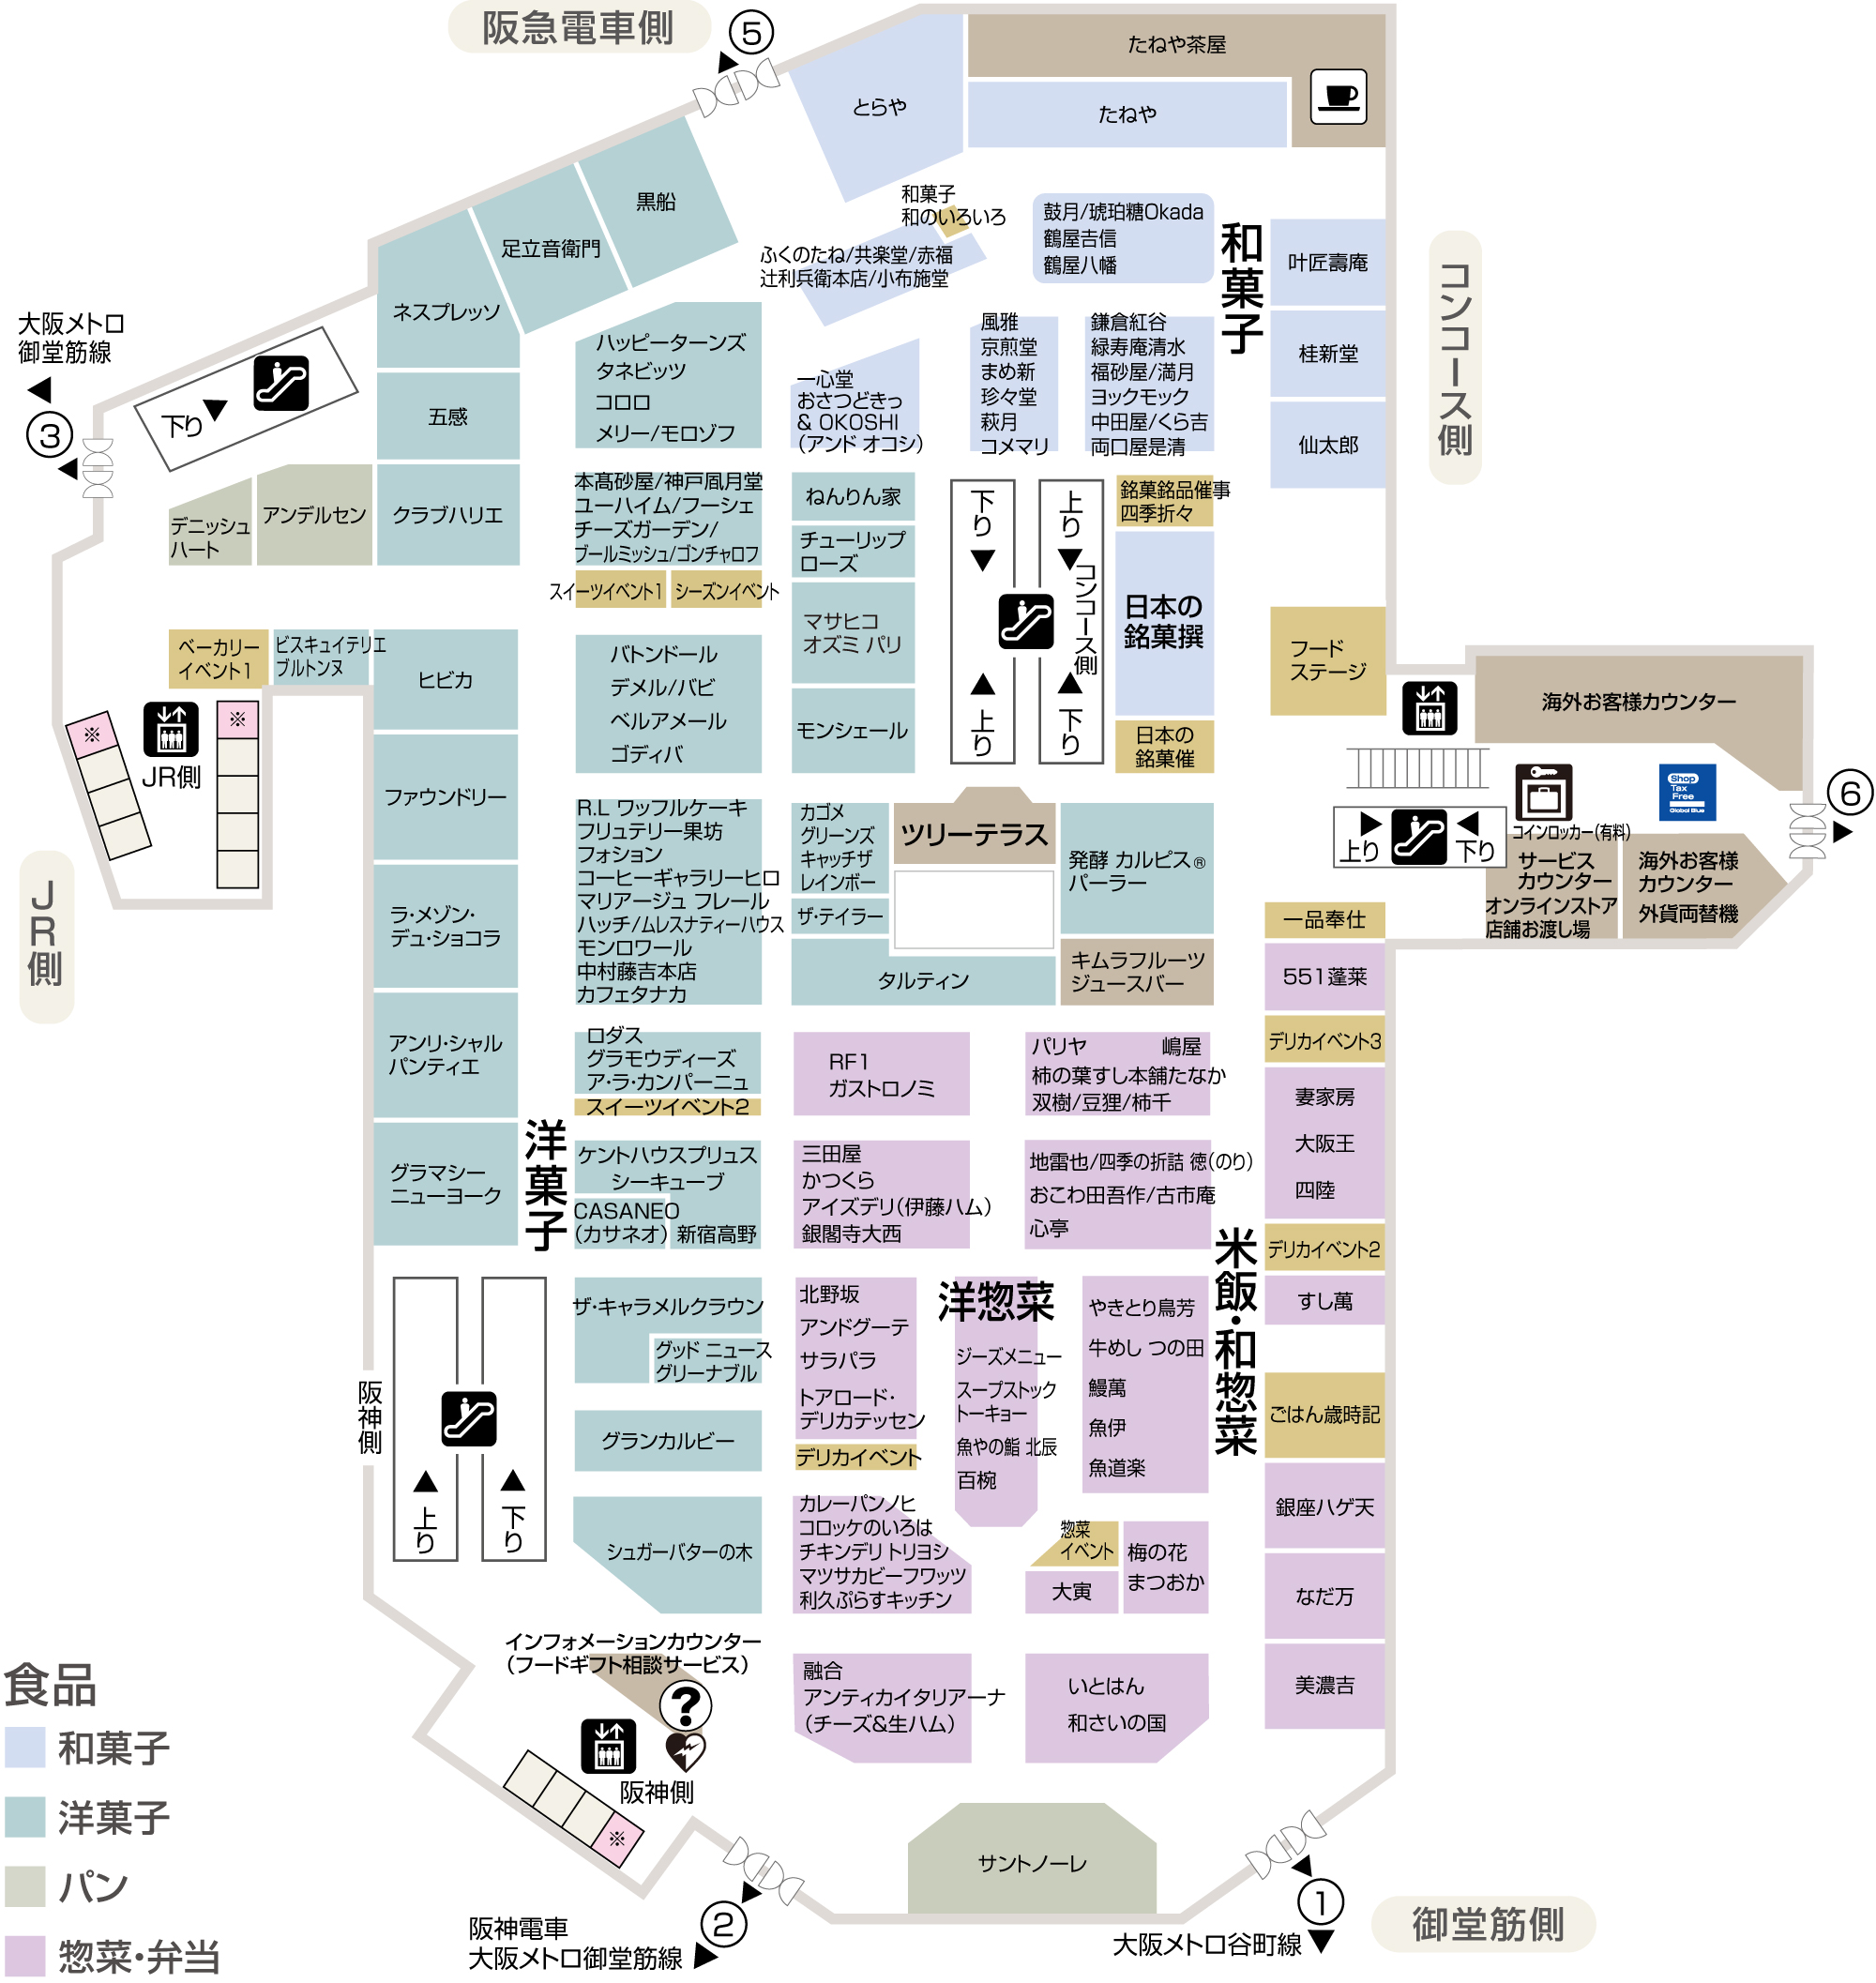 阪急電車側
5
たねや茶屋
とらや
たねや
黒船
足立音衛門
ネスプレッソ
和菓子
和のいろいろ
ふくのたね/共楽堂/赤福
辻利兵衛本店/小布施堂
鼓月/琥珀糖Okada
鶴屋吉信
鶴屋八幡
和菓子
叶匠壽庵
桂新堂
仙太郎
コンコース側
大阪メトロ
御堂筋線
3
下り
五感
ハッピーターンズ
タネビッツ
コロロ
メリー/モロゾフ
一心堂
おさつどきっ
& OKOSHI
(アンド オコシ)
風雅
京煎堂
まめ新
珍々堂
萩月
コメマリ
鎌倉紅谷
緑寿庵清水
福砂屋/満月
ヨックモック
中田屋/くら吉
両口屋是清
デニッシュ
ハート
アンデルセン
クラブハリエ
本髙砂屋/神戸凮月堂
ユーハイム/フーシェ
チーズガーデン/
ブールミッシュ/ゴンチャロフ
スイーツイベント1
シーズンイベント
ねんりん家
チューリップ
ローズ
マサヒコ
オズミ パリ
モンシェール
下り
上り
コンコース側
上り
下り
銘菓銘品催事
四季折々
日本の
銘菓撰
日本の
銘菓催
フード
ステージ
ベーカリー
イベント1
ビスキュイテリエ
ブルトンヌ
ヒビカ
バトンドール
デメル/バビ
ベルアメール
ゴディバ
海外お客様カウンター
※
※
JR側
JR側
ファウンドリー
ラ・メゾン・
デュ・ショコラ
アンリ・シャル
パンティエ
グラマシー
ニューヨーク
R.L ワッフルケーキ
フリュテリー果坊
フォション
コーヒーギャラリーヒロ
マリアージュ フレール
ハッチ/ムレスナティーハウス
モンロワール
中村藤吉本店
カフェタナカ
カゴメ
グリーンズ
キャッチザ
レインボー
ザ・テイラー
タルティン
ツリーテラス
発酵 カルピス®
パーラー
キムラフルーツ
ジュースバー
上り
下り
コインロッカー(有料)
Shop
Tax
Free
Global Blue
6
サービス
カウンター
オンラインストア
店舗お渡し場
海外お客様
カウンター
外貨両替機
一品奉仕
551蓬莱
デリカイベント3
妻家房
大阪王
四陸
デリカイベント2
すし萬
ごはん歳時記
銀座ハゲ天
なだ万
美濃吉
洋菓子
ロダス
グラモウディーズ
ア・ラ・カンパーニュ
スイーツイベント2
ケントハウスプリュス
シーキューブ
CASANEO
(カサネオ)
新宿高野
RF1
ガストロノミ
パリヤ
嶋屋
柿の葉すし本舗たなか
双樹/豆狸/柿千
三田屋
かつくら
アイズデリ(伊藤ハム)
銀閣寺大西
地雷也/四季の折詰 徳(のり)
おこわ田吾作/古市庵
心亭
米飯・和惣菜
阪神側
上り
下り
ザ・キャラメルクラウン
グッド ニュース
グリーナブル
グランカルビー
シュガーバターの木
北野坂
アンドグーテ
サラパラ
トアロード・
デリカテッセン
デリカイベント
洋惣菜
ジーズメニュー
スープストック
トーキョー
魚やの鮨 北辰
百椀
やきとり鳥芳
牛めし つの田
鰻萬
魚伊
魚道楽
カレーパンノヒ
コロッケのいろは
チキンデリ トリヨシ
マツサカビーフワッツ
利久ぷらすキッチン
惣菜
イベント
大寅
梅の花
まつおか
インフォメーションカウンター
(フードギフト相談サービス)
?
阪神側
※
融合
アンティカイタリアーナ
(チーズ&生ハム)
いとはん
和さいの国
サントノーレ
阪神電車
大阪メトロ御堂筋線
2
大阪メトロ谷町線
1
御堂筋側
食品
和菓子
洋菓子
パン
惣菜・弁当